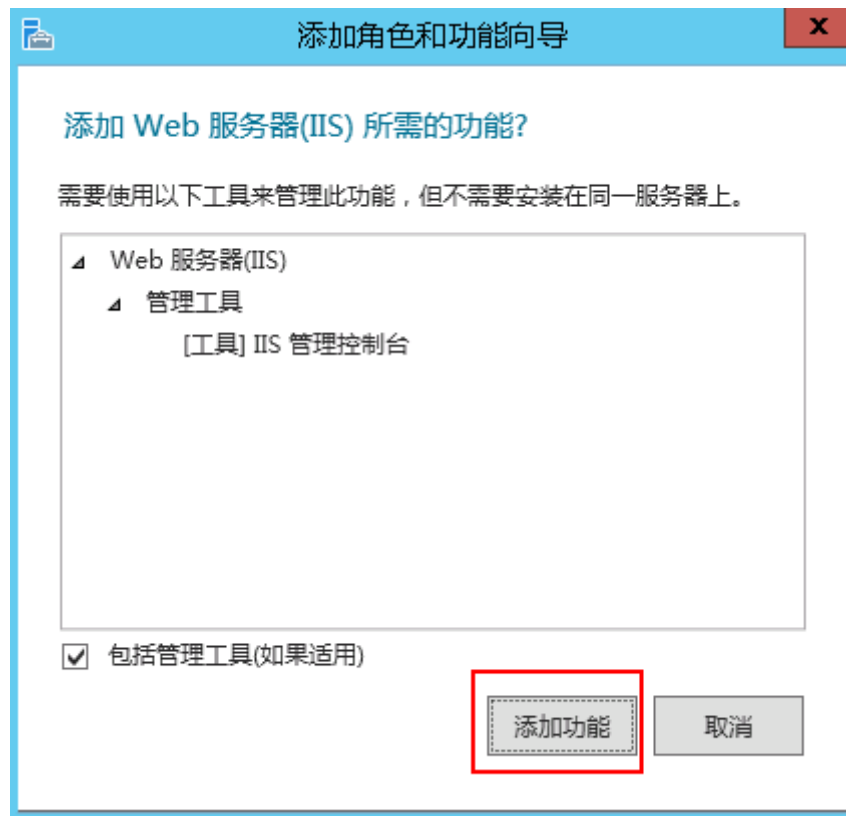 添加角色和功能向导
x
添加 Web 服务器(IIS) 所需的功能?
需要使用以下工具来管理此功能，但不需要安装在同一服务器上。
Web 服务器(IIS)
管理工具
[工具] IIS 管理控制台
包括管理工具(如果适用)
添加功能 取消